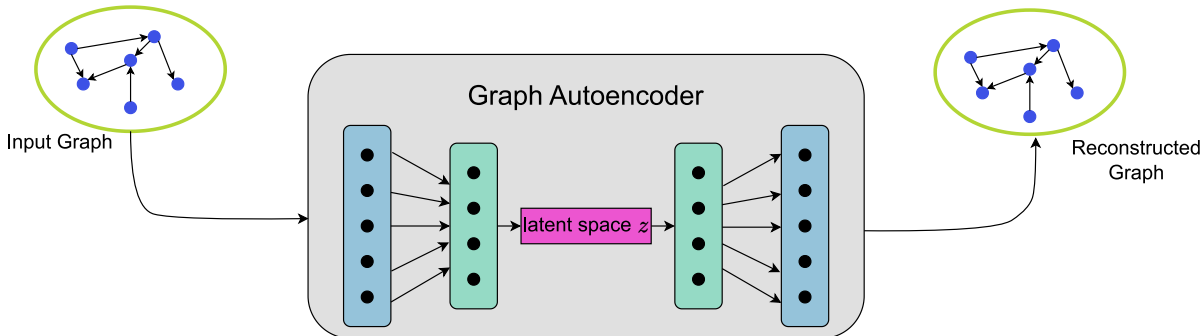 Input Graph
Graph Autoencoder
latent space z
Reconstructed
Graph